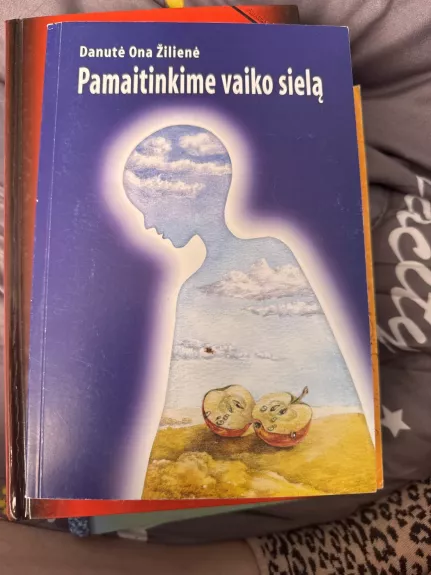 Danutė Ona Žilienė
Pamaitinkime vaiko sielą